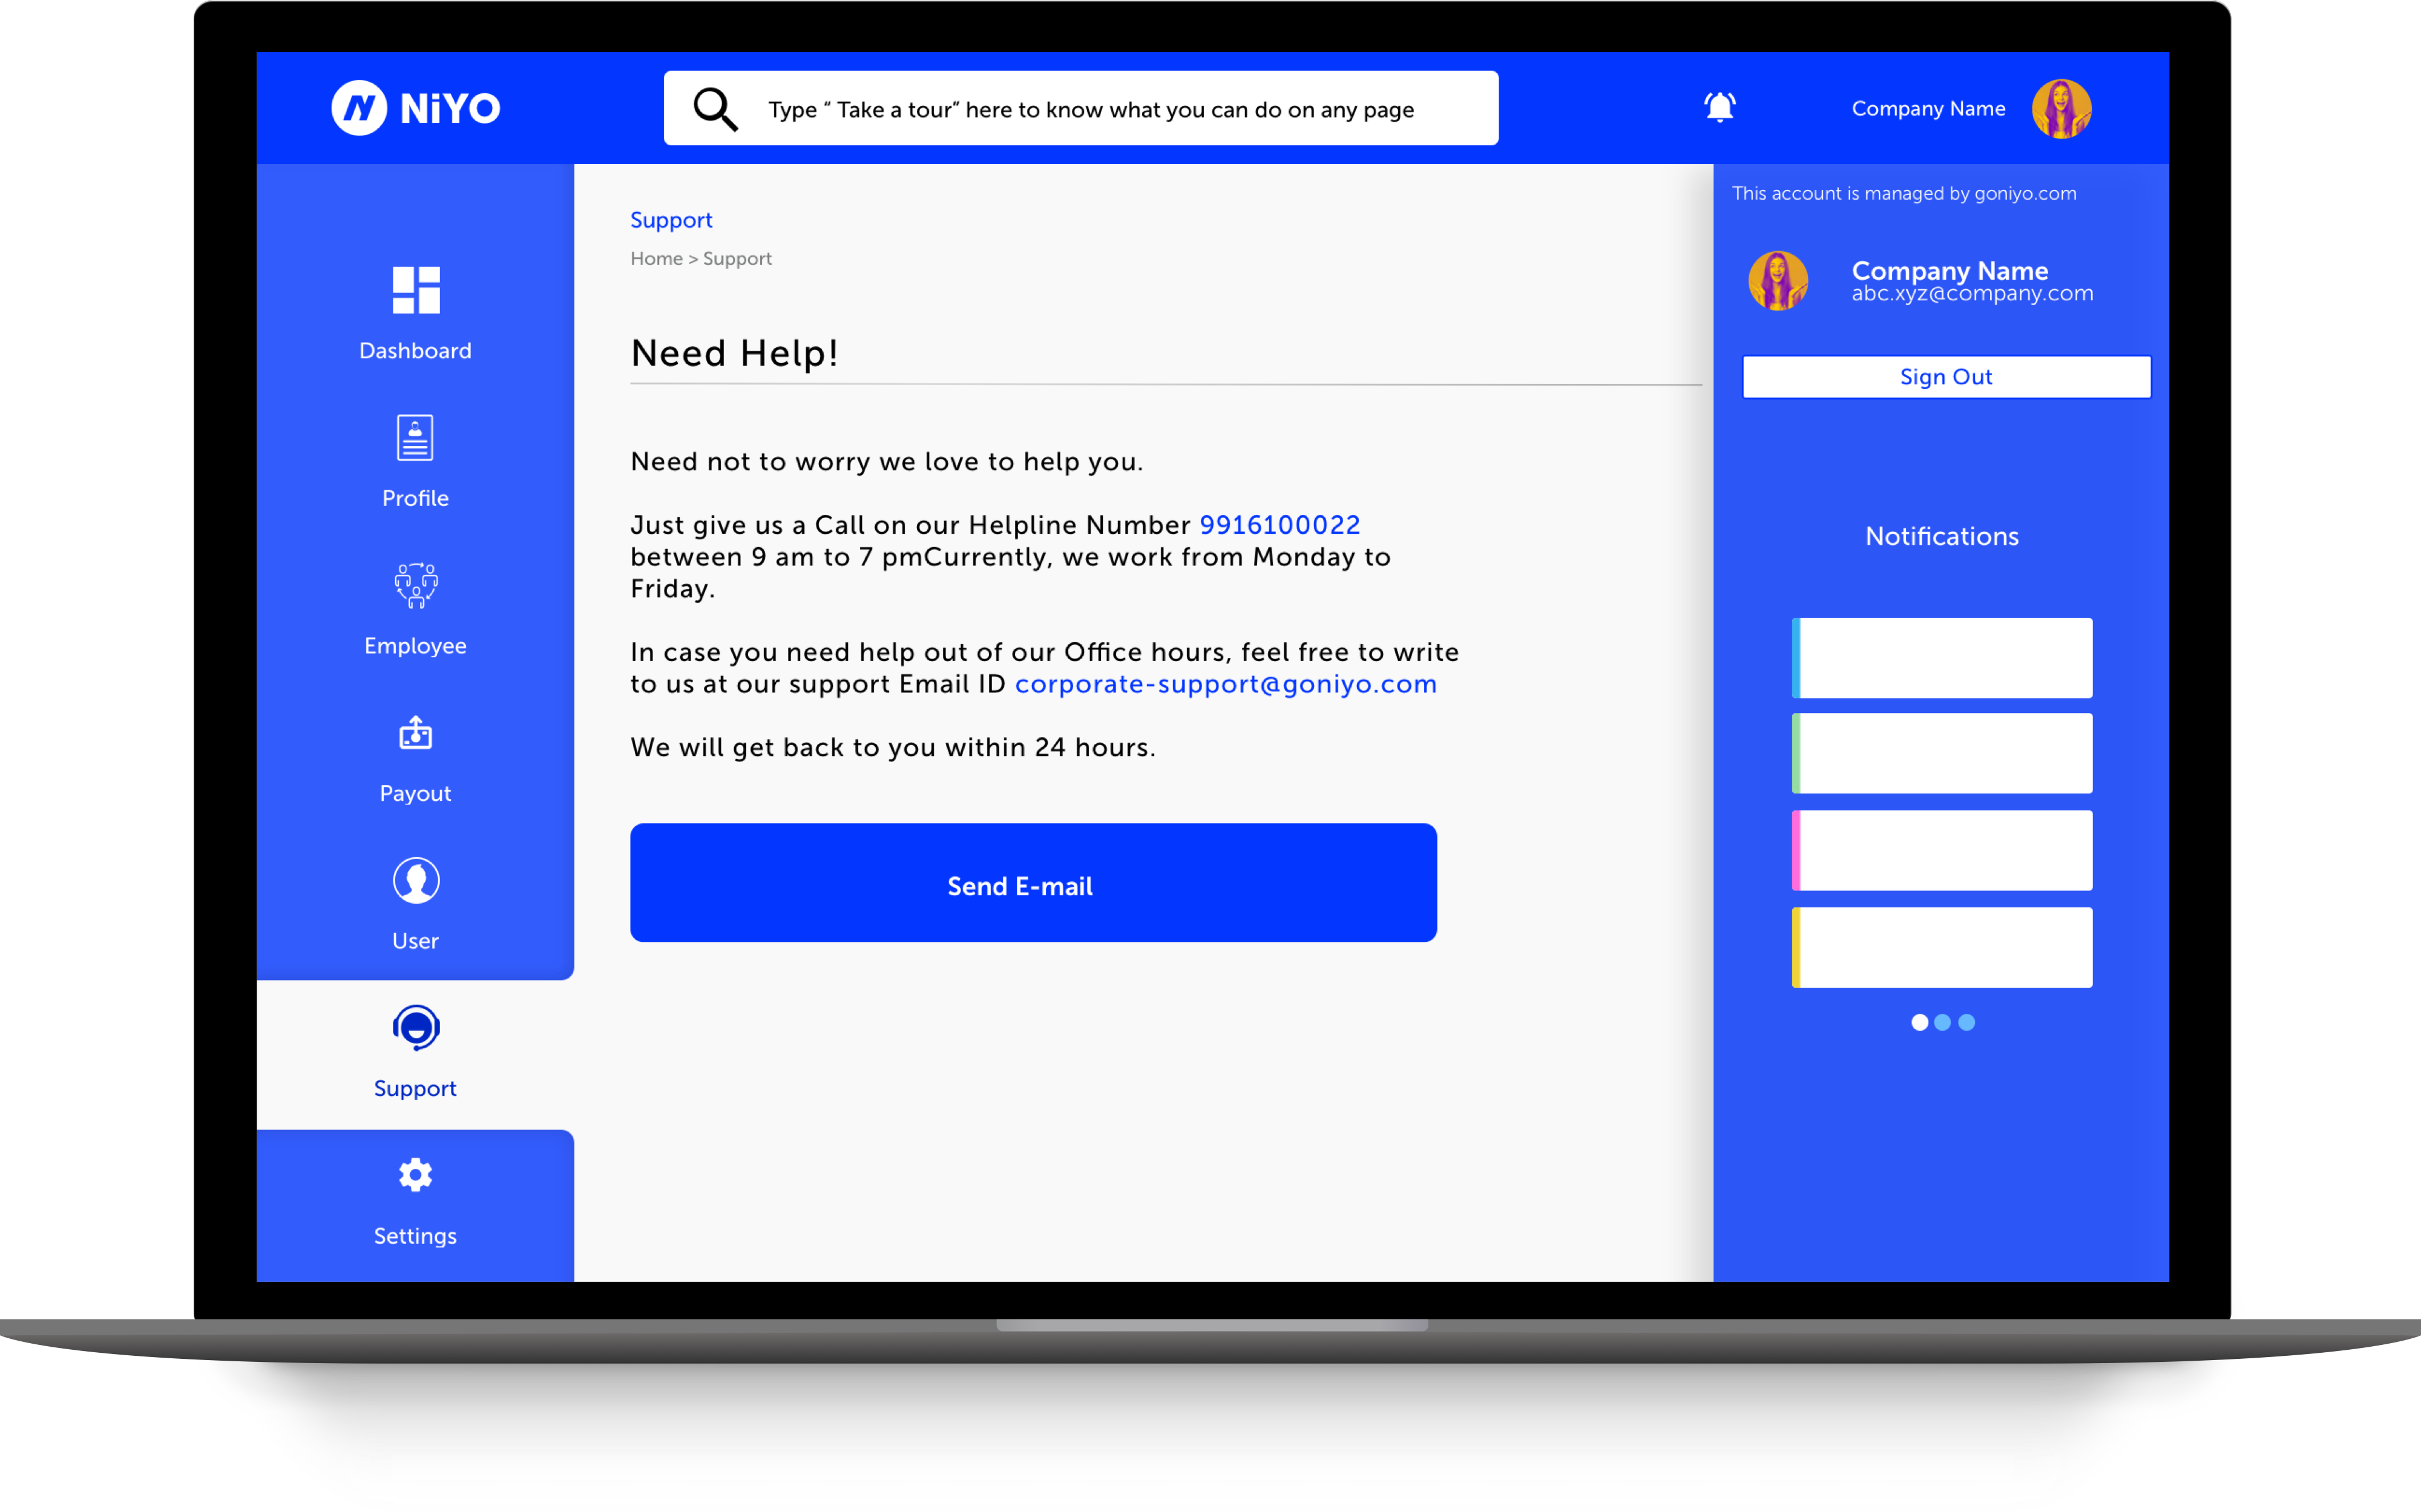 NiYO
Type “ Take a tour” here to know what you can do on any page
Company Name
Dashboard
Profile
Employee
Payout
User
Support
Settings
Support
Home > Support
Need Help!
Need not to worry we love to help you.
Just give us a Call on our Helpline Number 9916100022
between 9 am to 7 pmCurrently, we work from Monday to
Friday.
In case you need help out of our Office hours, feel free to write
to us at our support Email ID corporate-support@goniyo.com
We will get back to you within 24 hours.
Send E-mail
This account is managed by goniyo.com
Company Name
abc.xyz@company.com
Sign Out
Notifications